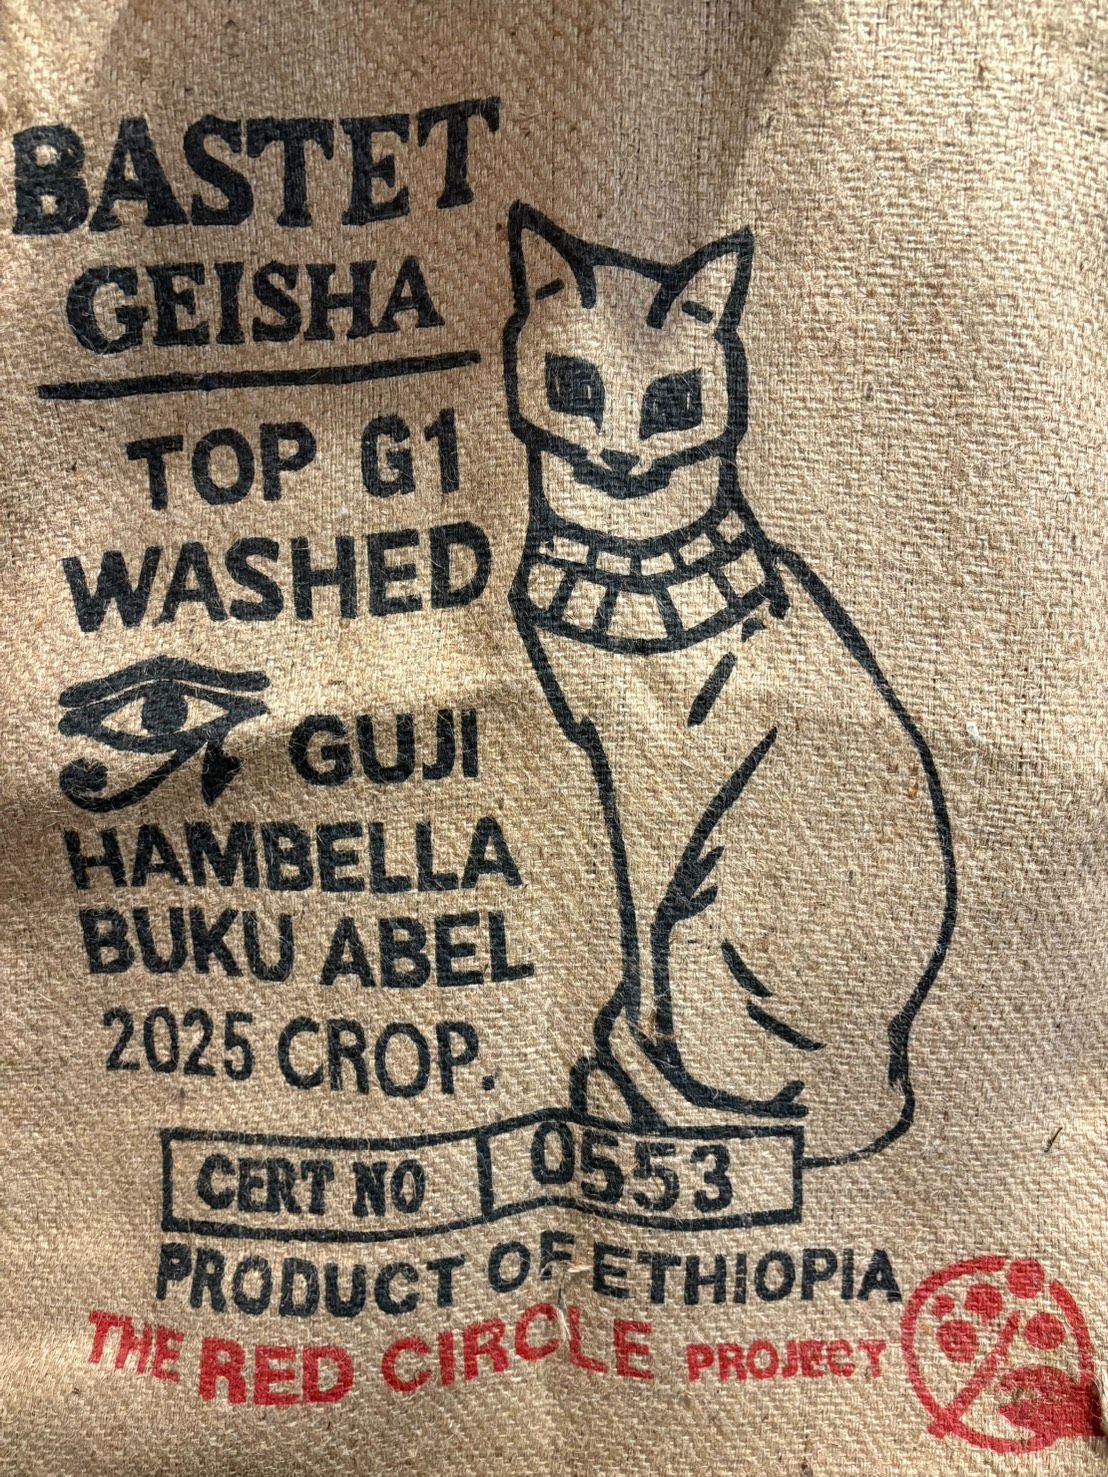 BASTET
GEISHA
TOP G1
WASHED
GUJI
HAMBELLA
BUKU ABEL
2025 CROP.
CERT NO 0553
PRODUCT OF ETHIOPIA
THE RED CIRCLE PROJECT